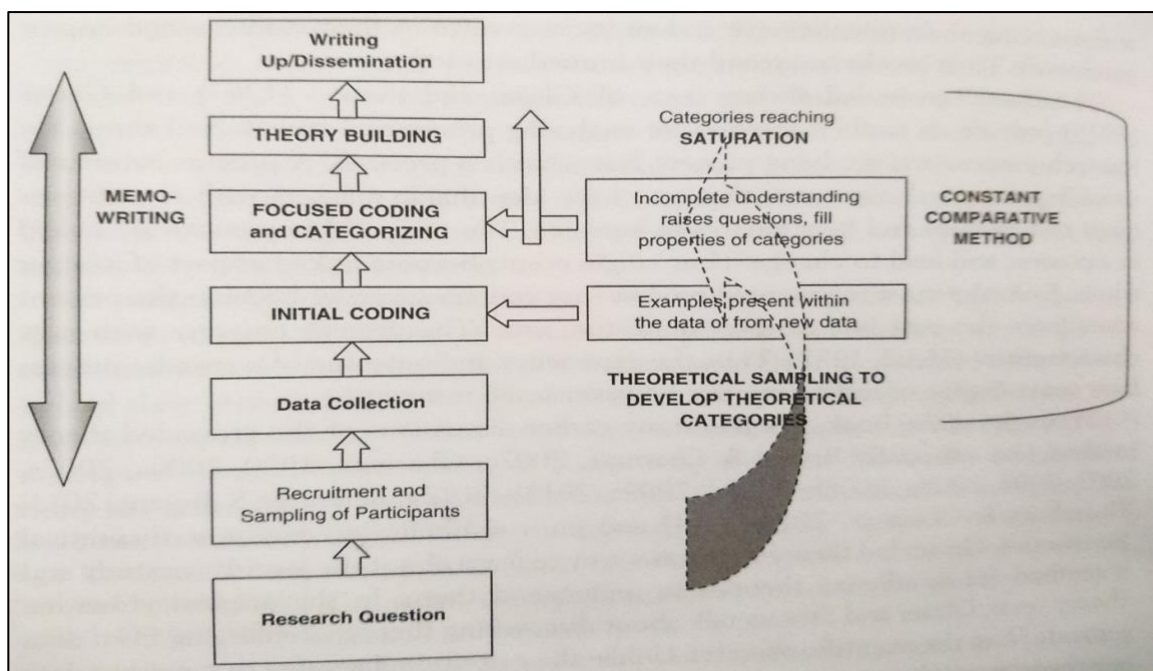 Writing
Up/Dissemination
THEORY BUILDING
MEMO-
WRITING
FOCUSED CODING
and CATEGORIZING
INITIAL CODING
Data Collection
Recruitment and
Sampling of Participants
Research Question
Categories reaching
SATURATION
Incomplete understanding
raises questions, fill
properties of categories
CONSTANT
COMPARATIVE
METHOD
Examples present within
the data of from new data
THEORETICAL SAMPLING TO
DEVELOP THEORETICAL
CATEGORIES